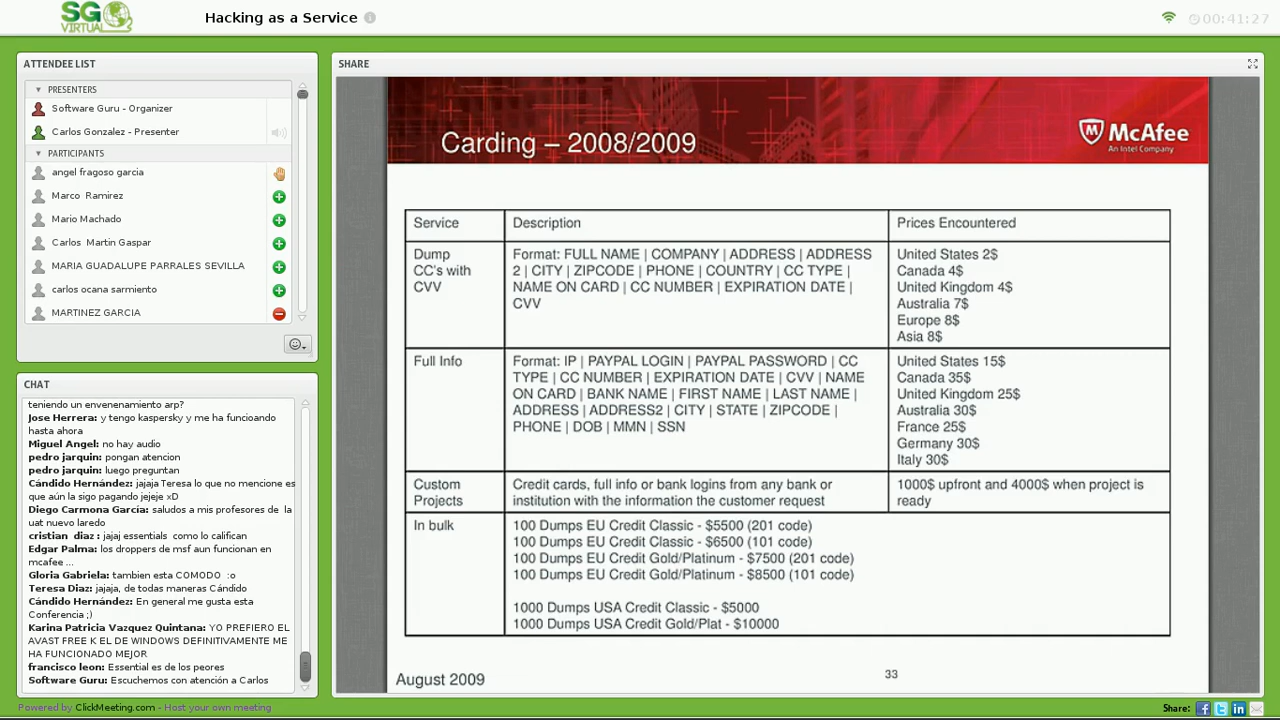 SG
VIRTUAL
Hacking as a Service
00:41:27
ATTENDEE LIST
PRESENTERS
Software Guru - Organizer
Carlos Gonzalez - Presenter
PARTICIPANTS
angel fragoso garcia
Marco Ramirez
Mario Machado
Carlos Martin Gaspar
MARIA GUADALUPE PARRALES SEVILLA
carlos ocana sarmiento
MARTINEZ GARCIA
CHAT
teniendo un envenenamiento arp?
Jose Herrera: y tengo kaspersky y me ha funcioando
hasta ahora
Miguel Angel: no hay audio
pedro jarquin: pongan atencion
pedro jarquin: luego preguntan
Cándido Hernández: jajaja Teresa lo que no mencione es
es que aún la sigo pagando jejeje xD
Diego Carmona García: saludos a mis profesores de la
uat nuevo laredo
cristian diaz : jajaj essentials como lo califican
Edgar Palma: los droppers de msf aun funcionan en
mcafee ...
Gloria Gabriela: tambien esta COMODO :o
Teresa Diaz: jajaja, de todas maneras Cándido
Cándido Hernández: En general me gusta esta
Conferencia ;)
Karina Patricia Vazquez Quintana: YO PREFIERO EL
AVAST FREE K EL DE WINDOWS DEFINITIVAMENTE ME
HA FUNCIONADO MEJOR
francisco leon: Essential es de los peores
Software Guru: Escuchemos con atención a Carlos
Powered by ClickMeeting.com - Host your own meeting
SHARE
Carding – 2008/2009
McAfee
An Intel Company
Service Description Prices Encountered
Dump
CC's with
CVV
Format: FULL NAME | COMPANY | ADDRESS | ADDRESS
2 | CITY | ZIPCODE | PHONE | COUNTRY | CC TYPE |
NAME ON CARD | CC NUMBER | EXPIRATION DATE |
CVV
United States 2$
Canada 4$
United Kingdom 4$
Australia 7$
Europe 8$
Asia 8$
Full Info
Format: IP | PAYPAL LOGIN | PAYPAL PASSWORD | CC
TYPE | CC NUMBER | EXPIRATION DATE | CVV | NAME
ON CARD | BANK NAME | FIRST NAME | LAST NAME |
ADDRESS | ADDRESS2 | CITY | STATE | ZIPCODE |
PHONE | DOB | MMN | SSN
United States 15$
Canada 35$
United Kingdom 25$
Australia 30$
France 25$
Germany 30$
Italy 30$
Custom
Projects
Credit cards, full info or bank logins from any bank or
institution with the information the customer request
1000$ upfront and 4000$ when project is
ready
In bulk
100 Dumps EU Credit Classic - $5500 (201 code)
100 Dumps EU Credit Classic - $6500 (101 code)
100 Dumps EU Credit Gold/Platinum - $7500 (201 code)
100 Dumps EU Credit Gold/Platinum - $8500 (101 code)
1000 Dumps USA Credit Classic - $5000
1000 Dumps USA Credit Gold/Plat - $10000
August 2009
33
Share: